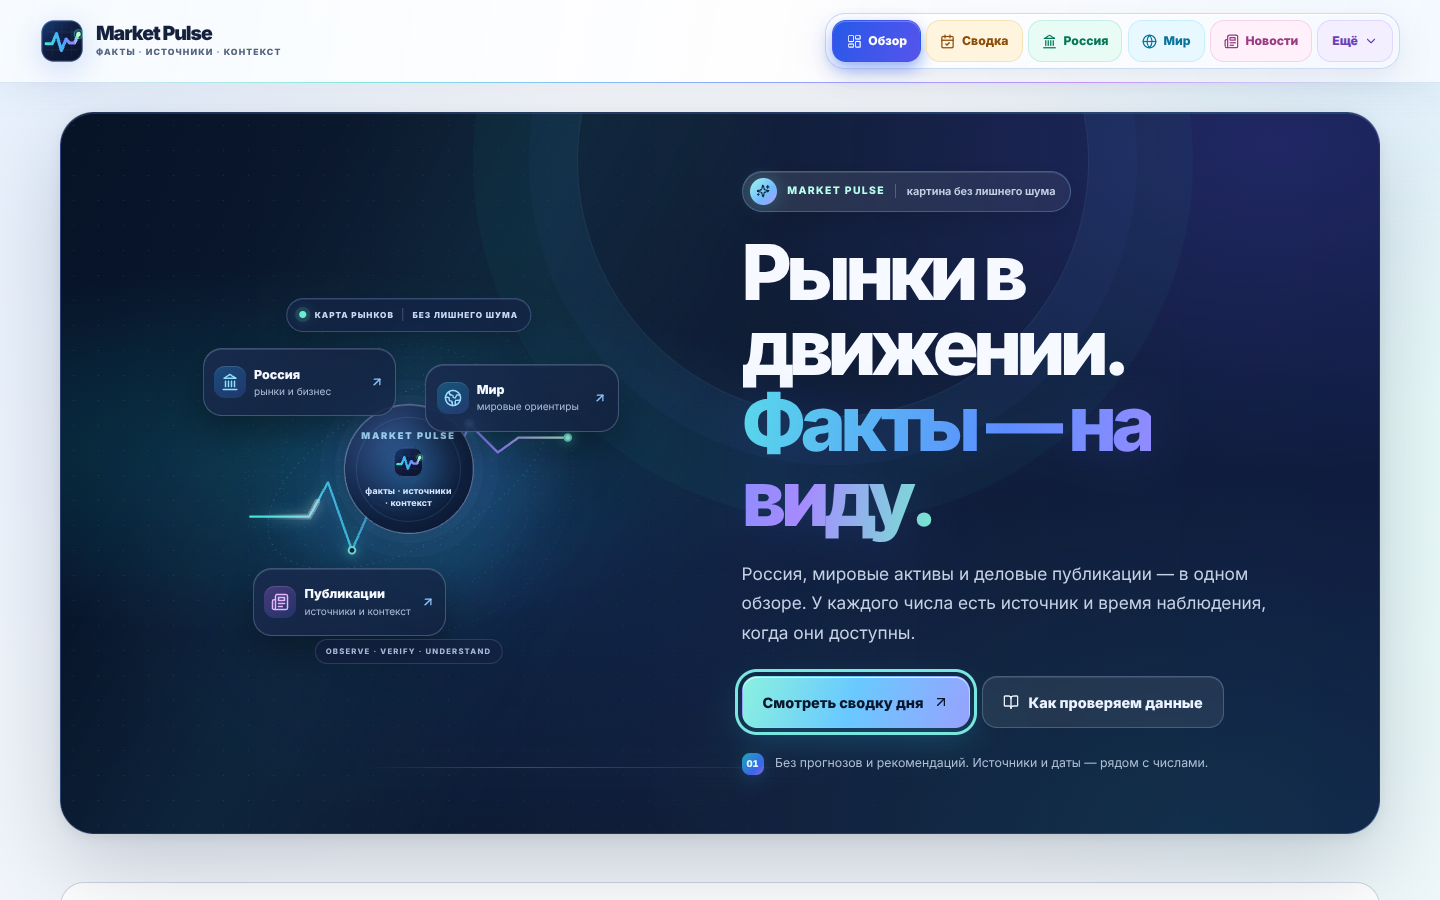 Market Pulse
ФАКТЫ · ИСТОЧНИКИ · КОНТЕКСТ
Обзор
Сводка
Россия
Мир
Новости
Ещё
КАРТА РЫНКОВ
БЕЗ ЛИШНЕГО ШУМА
Россия
рынки и бизнес
Мир
мировые ориентиры
MARKET PULSE
факты · источники
· контекст
Публикации
источники и контекст
OBSERVE · VERIFY · UNDERSTAND
MARKET PULSE
картина без лишнего шума
Рынки в
движении.
Факты — на
виду.
Россия, мировые активы и деловые публикации — в одном
обзоре. У каждого числа есть источник и время наблюдения,
когда они доступны.
Смотреть сводку дня
Как проверяем данные
01
Без прогнозов и рекомендаций. Источники и даты — рядом с числами.